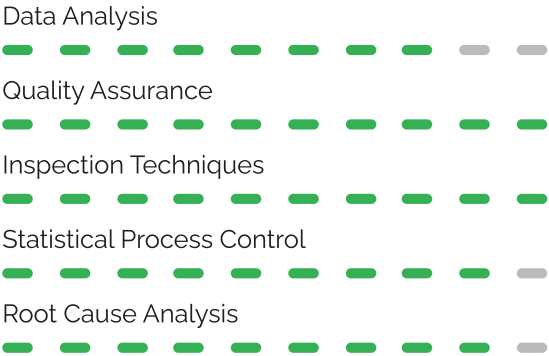 Data Analysis
Quality Assurance
Inspection Techniques
Statistical Process Control
Root Cause Analysis